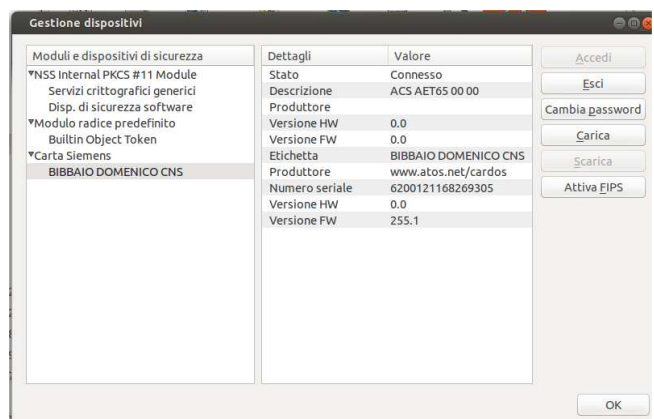 Gestione dispositivi
Moduli e dispositivi di sicurezza
NSS Internal PKCS #11 Module
Servizi crittografici generici
Disp. di sicurezza software
Modulo radice predefinito
Builtin Object Token
Carta Siemens
BIBBAIO DOMENICO CNS
Dettagli Valore
Stato Connesso
Descrizione ACS AET65 00 00
Produttore
Versione HW 0.0
Versione FW 0.0
Etichetta BIBBAIO DOMENICO CNS
Produttore www.atos.net/cardos
Numero seriale 6200121168269305
Versione HW 0.0
Versione FW 255.1
Accedi
Esci
Cambia password
Carica
Scarica
Attiva FIPS
OK